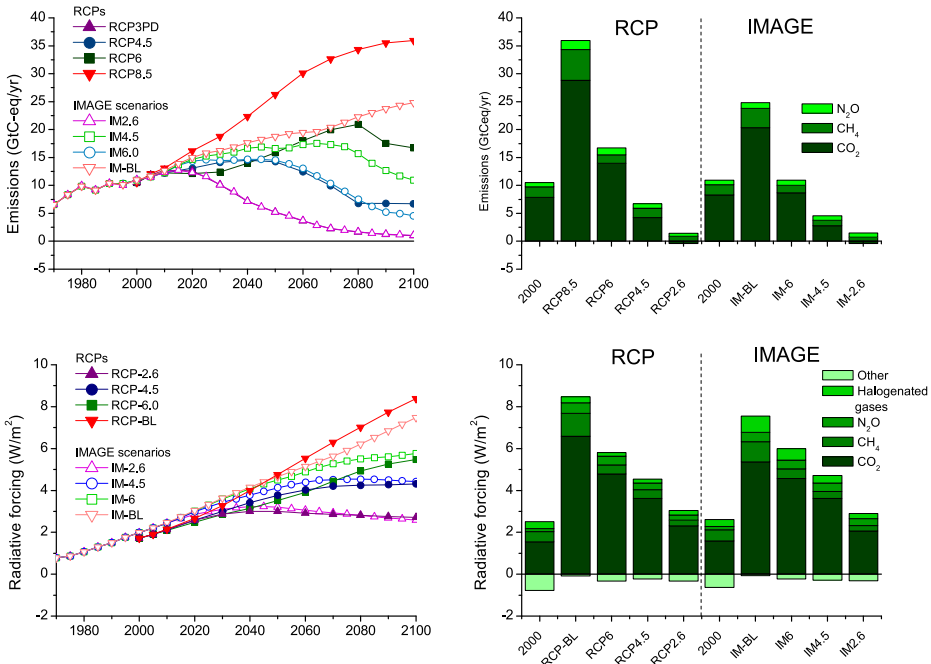 RCPs
RCP3PD
RCP4.5
RCP6
RCP8.5
IMAGE scenarios
IM2.6
IM4.5
IM6.0
IM-BL
Emissions (GtC-eq/yr)
40
35
30
25
20
15
10
5
0
-5
1980 2000 2020 2040 2060 2080 2100
RCP IMAGE
N2O
CH4
CO2
Emissions (GtCeq/yr)
40
35
30
25
20
15
10
5
0
-5
2000 RCP8.5 RCP6 RCP4.5 RCP2.6 2000 IM-BL IM-6 IM-4.5 IM-2.6
RCPs
RCP-2.6
RCP-4.5
RCP-6.0
RCP-BL
IMAGE scenarios
IM-2.6
IM-4.5
IM-6
IM-BL
Radiative forcing (W/m²)
10
8
6
4
2
0
-2
1980 2000 2020 2040 2060 2080 2100
RCP IMAGE
Other
Halogenated
gases
N2O
CH4
CO2
Radiative forcing (W/m²)
10
8
6
4
2
0
-2
2000 RCP-BL RCP6 RCP4.5 RCP2.6 2000 IM-BL IM6 IM4.5 IM2.6